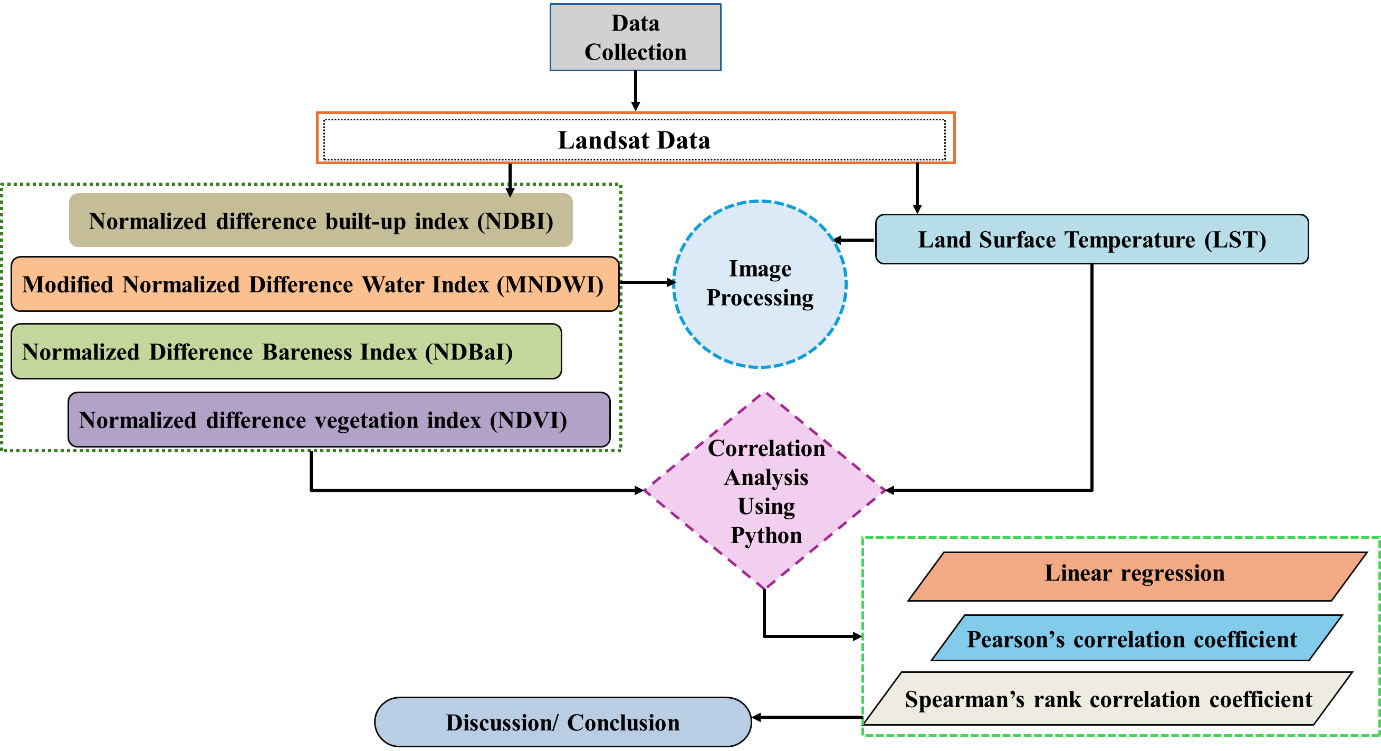 Data
Collection
Landsat Data
Normalized difference built-up index (NDBI)
Modified Normalized Difference Water Index (MNDWI)
Normalized Difference Bareness Index (NDBaI)
Normalized difference vegetation index (NDVI)
Image
Processing
Land Surface Temperature (LST)
Correlation
Analysis
Using
Python
Linear regression
Pearson’s correlation coefficient
Spearman’s rank correlation coefficient
Discussion/ Conclusion